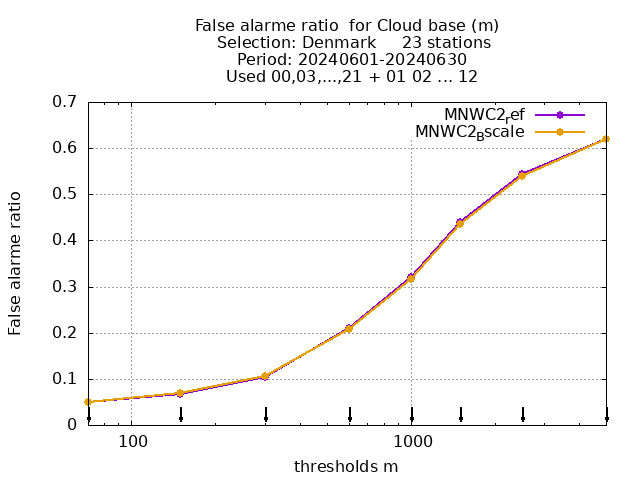 False alarme ratio  for Cloud base (m)
Selection: Denmark     23 stations
Period: 20240601-20240630
Used 00,03,...,21 + 01 02 ... 12
MNWC2ref
MNWC2Bscale
0.7
0.6
0.5
0.4
0.3
0.2
0.1
0
False alarme ratio
100
1000
thresholds m